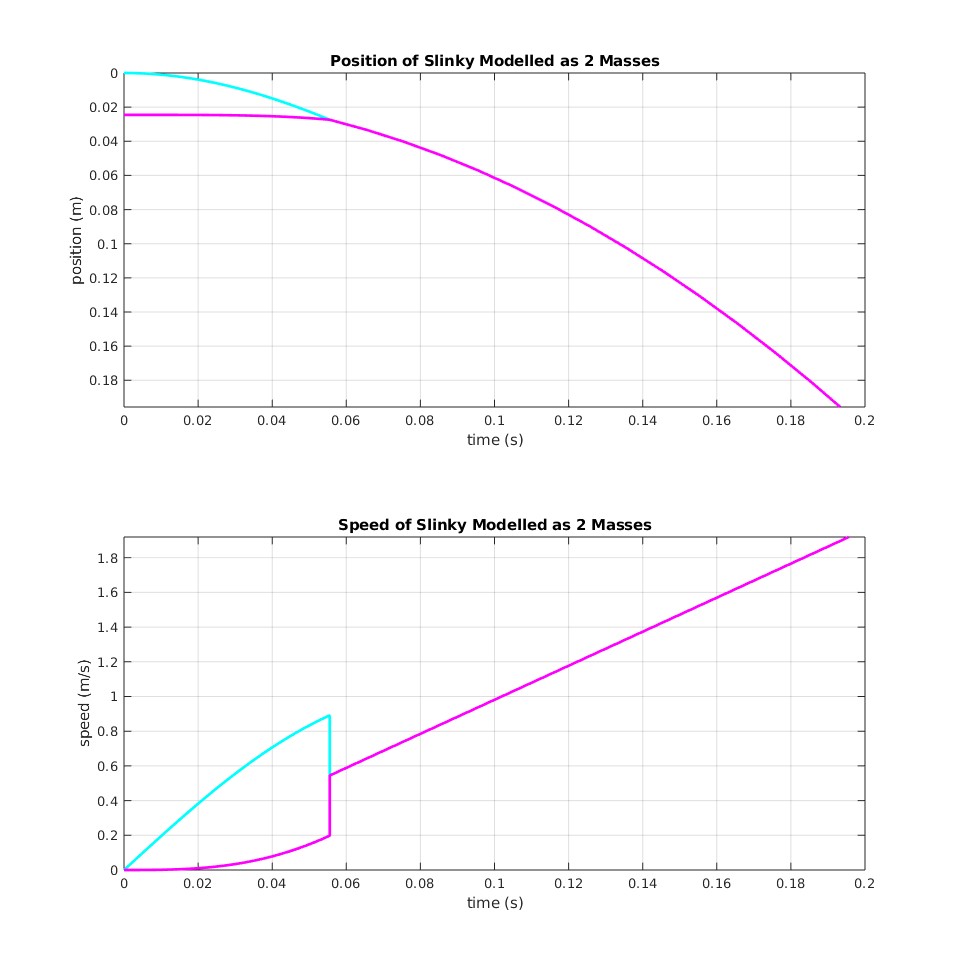 Position of Slinky Modelled as 2 Masses
position (m)
0
0.02
0.04
0.06
0.08
0.1
0.12
0.14
0.16
0.18
0 0.02 0.04 0.06 0.08 0.1 0.12 0.14 0.16 0.18 0.2
time (s)
Speed of Slinky Modelled as 2 Masses
speed (m/s)
1.8
1.6
1.4
1.2
1
0.8
0.6
0.4
0.2
0
0 0.02 0.04 0.06 0.08 0.1 0.12 0.14 0.16 0.18 0.2
time (s)